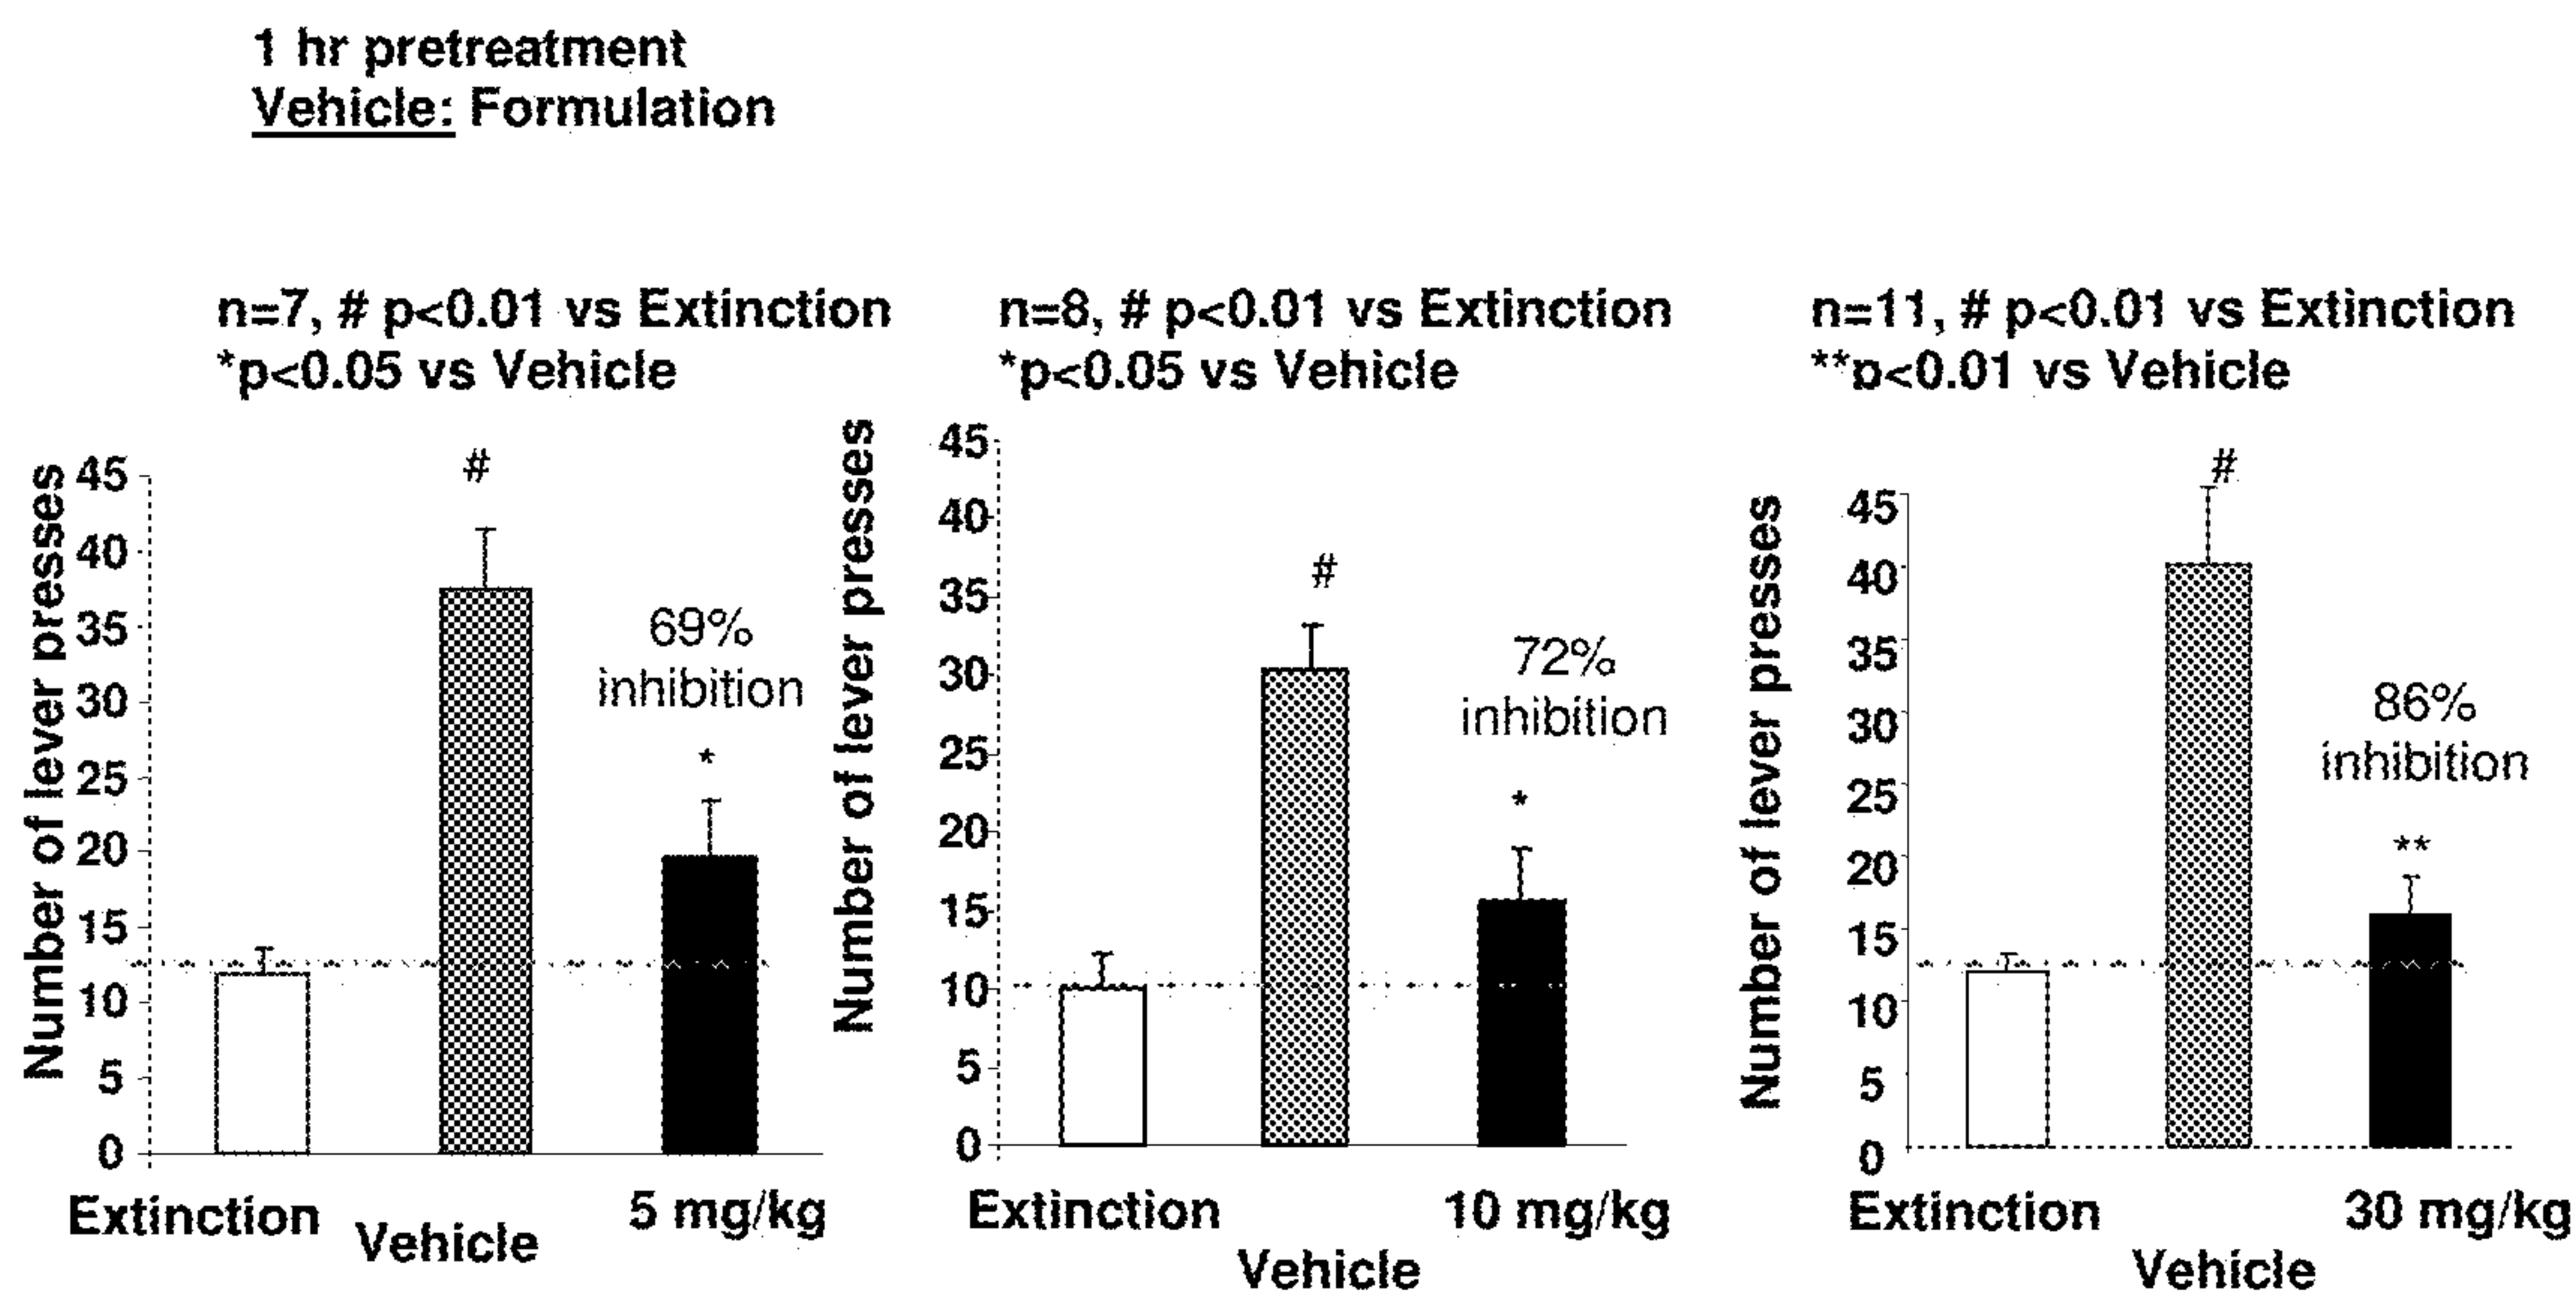 1 hr pretreatment
Vehicle: Formulation
n=7, # p<0.01 vs Extinction
*p<0.05 vs Vehicle
Number of lever presses
45
40
35
30
25
20
15
10
5
0
#
69%
inhibition
*
Extinction
Vehicle
5 mg/kg
n=8, # p<0.01 vs Extinction
*p<0.05 vs Vehicle
Number of lever presses
45
40
35
30
25
20
15
10
5
0
#
72%
inhibition
*
Extinction
Vehicle
10 mg/kg
n=11, # p<0.01 vs Extinction
**p<0.01 vs Vehicle
Number of lever presses
45
40
35
30
25
20
15
10
5
0
#
86%
inhibition
**
Extinction
Vehicle
30 mg/kg